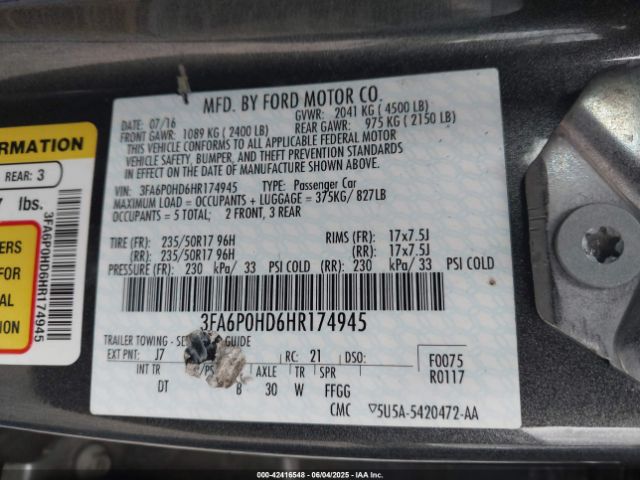 MFD. BY FORD MOTOR CO.
DATE: 07/16 GVWR: 2041 KG ( 4500 LB)
FRONT GAWR: 1089 KG ( 2400 LB) REAR GAWR: 975 KG ( 2150 LB)
THIS VEHICLE CONFORMS TO ALL APPLICABLE FEDERAL MOTOR
VEHICLE SAFETY, BUMPER, AND THEFT PREVENTION STANDARDS
IN EFFECT ON THE DATE OF MANUFACTURE SHOWN ABOVE.
VIN: 3FA6P0HD6HR174945 TYPE: Passenger Car
MAXIMUM LOAD = OCCUPANTS + LUGGAGE = 375KG/ 827LB
OCCUPANTS = 5 TOTAL; 2 FRONT, 3 REAR
TIRE (FR): 235/50R17 96H RIMS (FR): 17x7.5J
(RR): 235/50R17 96H (RR): 17x7.5J
PRESSURE (FR): 230 kPa/ 33 PSI COLD (RR): 230 kPa/ 33 PSI COLD
3FA6P0HD6HR174945
TRAILER TOWING - SE GUIDE
EXT PNT: J7 RC: 21 DSO:
INT TR /PS AXLE TR SPR
DT B 30 W FFGG
F0075
R0117
CMC ▽5U5A-5420472-AA
ORMATION
REAR: 3
7 lbs.
ERS
FOR
3FA6P0HD6HR174945
000-42416548 - 06/04/2025 - IAAI.COM